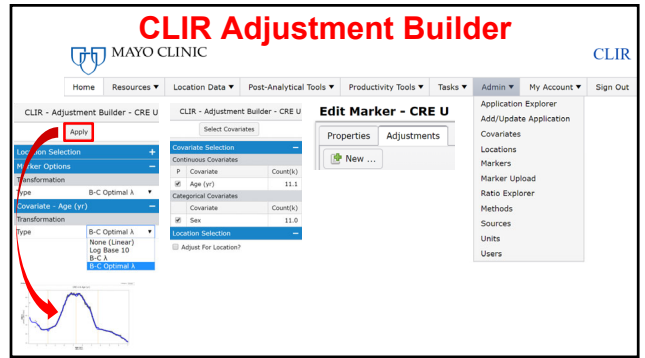 CLIR Adjustment Builder
MAYO CLINIC
CLIR
Home Resources ▼ Location Data ▼ Post-Analytical Tools ▼ Productivity Tools ▼ Tasks ▼ Admin ▼ My Account ▼ Sign Out
CLIR - Adjustment Builder - CRE U
Apply
Location Selection +
Marker Options −
Transformation
Type B-C Optimal λ ▼
Covariate - Age (yr) −
Transformation
Type B-C Optimal λ ▼
None (Linear)
Log Base 10
B-C λ
B-C Optimal λ
CLIR - Adjustment Builder - CRE U
Select Covariates
Covariate Selection −
Continuous Covariates
P Covariate Count(k)
Age (yr) 11.1
Categorical Covariates
Covariate Count(k)
Sex 11.0
Location Selection −
Adjust For Location?
Edit Marker - CRE U
Properties Adjustments
New ...
Application Explorer
Add/Update Application
Covariates
Locations
Markers
Marker Upload
Ratio Explorer
Methods
Sources
Units
Users